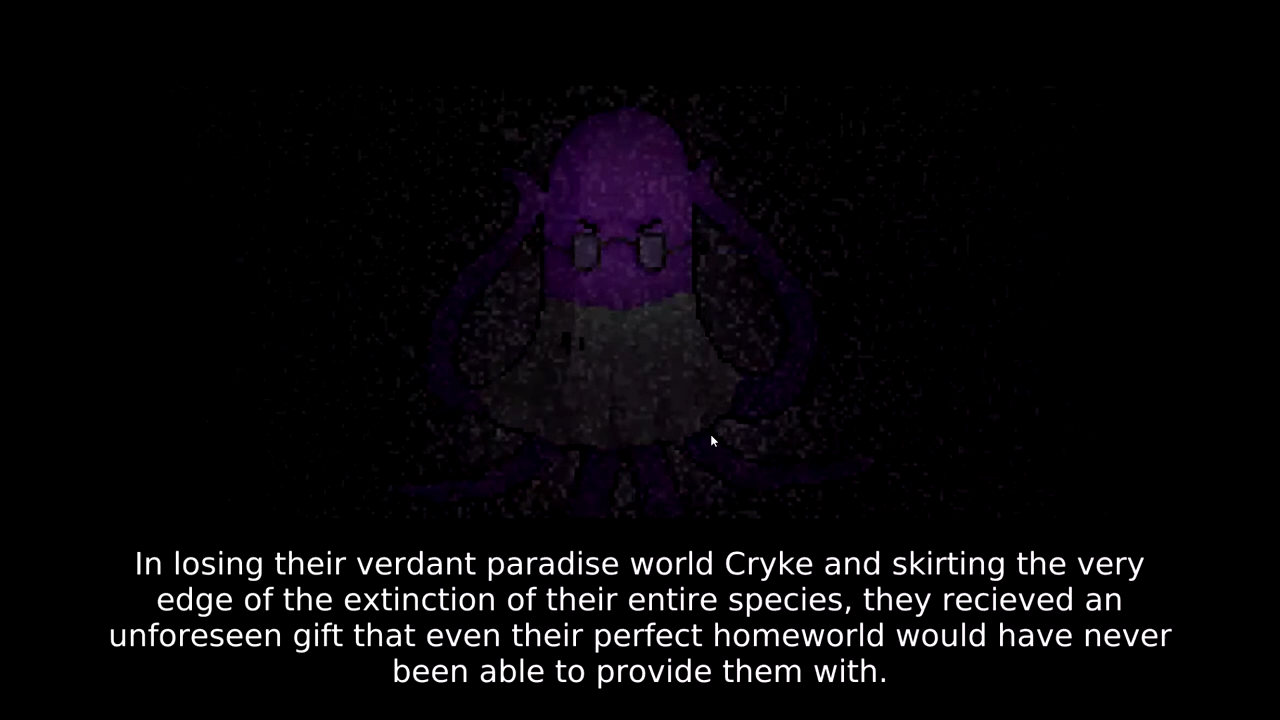 In losing their verdant paradise world Cryke and skirting the very
edge of the extinction of their entire species, they recieved an
unforeseen gift that even their perfect homeworld would have never
been able to provide them with.